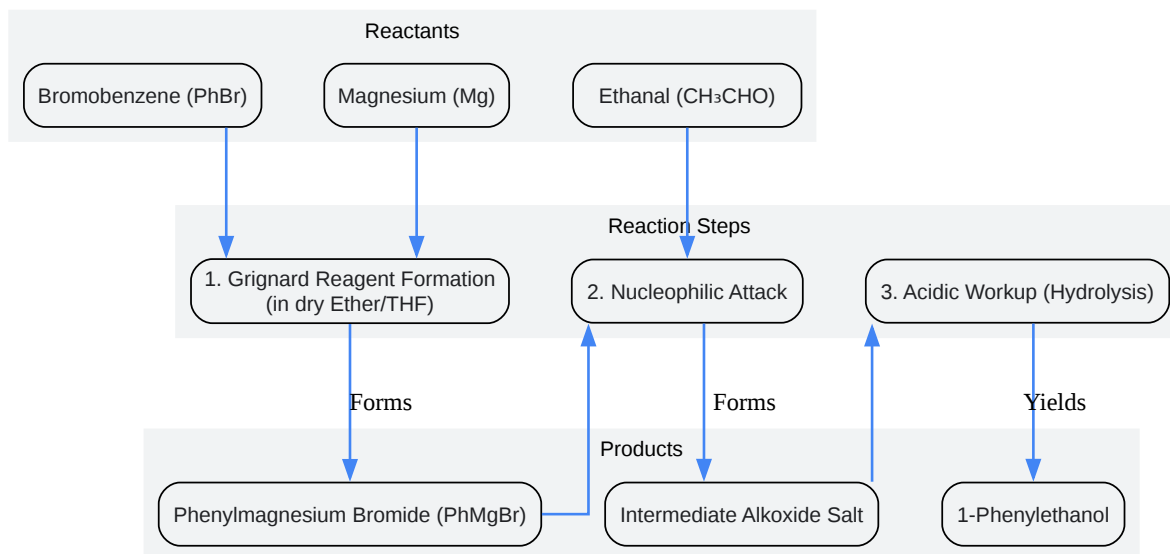 Reactants
Bromobenzene (PhBr)
Magnesium (Mg)
Ethanal (CH₃CHO)
Reaction Steps
1. Grignard Reagent Formation
(in dry Ether/THF)
2. Nucleophilic Attack
3. Acidic Workup (Hydrolysis)
Forms
Forms
Yields
Products
Phenylmagnesium Bromide (PhMgBr)
Intermediate Alkoxide Salt
1-Phenylethanol